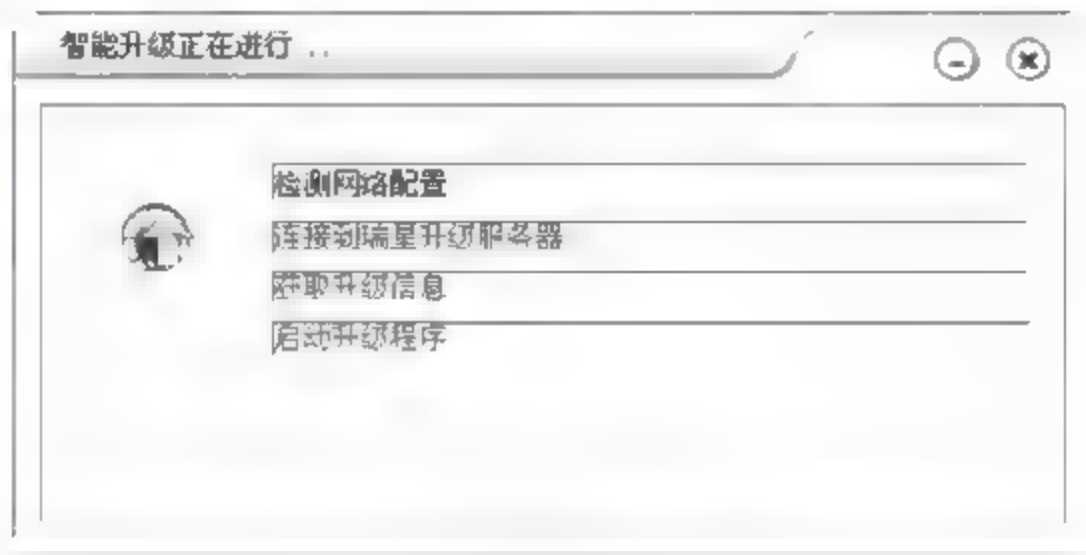 智能升级正在进行 ..
检测网络配置
连接到瑞星升级服务器
获取升级信息
启动升级程序